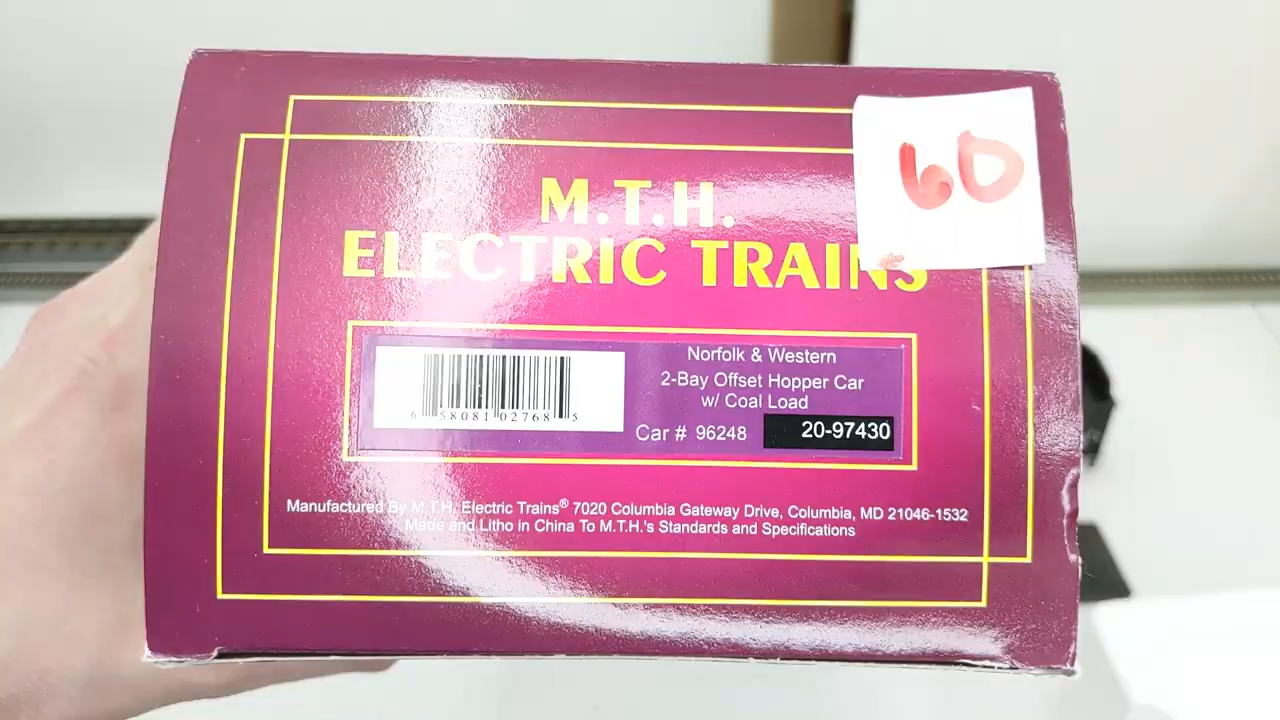 60
M.T.H.
ELECTRIC TRAINS
Norfolk & Western
2-Bay Offset Hopper Car
w/ Coal Load
Car # 96248 20-97430
6 58081 02768 5
Manufactured By M.T.H. Electric Trains® 7020 Columbia Gateway Drive, Columbia, MD 21046-1532
Made and Litho in China To M.T.H.'s Standards and Specifications